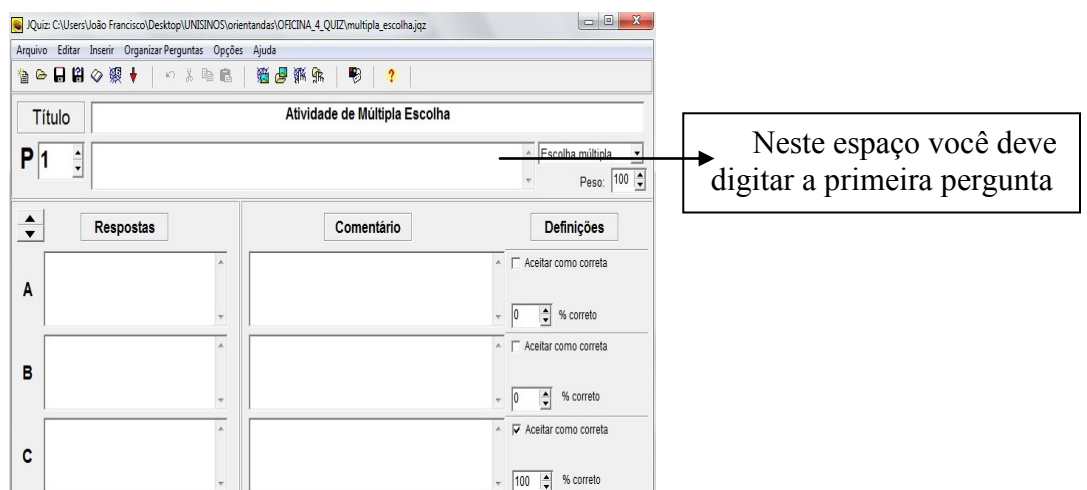 JQuiz: C:\Users\João Francisco\Desktop\UNISINOS\orientandas\OFICINA_4_QUIZ\multipla_escolha.jqz
Arquivo Editar Inserir Organizar Perguntas Opções Ajuda
Título Atividade de Múltipla Escolha
P 1 Escolha múltipla
Peso: 100
Neste espaço você deve
digitar a primeira pergunta
Respostas Comentário Definições
Aceitar como correta
A
0 % correto
Aceitar como correta
B
0 % correto
Aceitar como correta
C
100 % correto